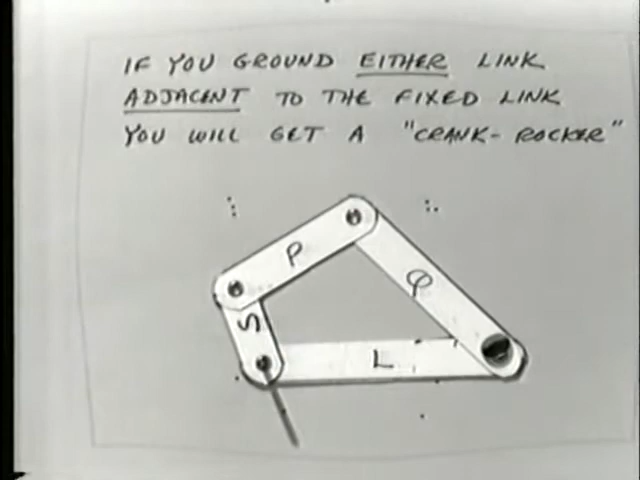 IF YOU GROUND EITHER LINK
ADJACENT TO THE FIXED LINK
YOU WILL GET A "CRANK-ROCKER"
P
Q
S
L